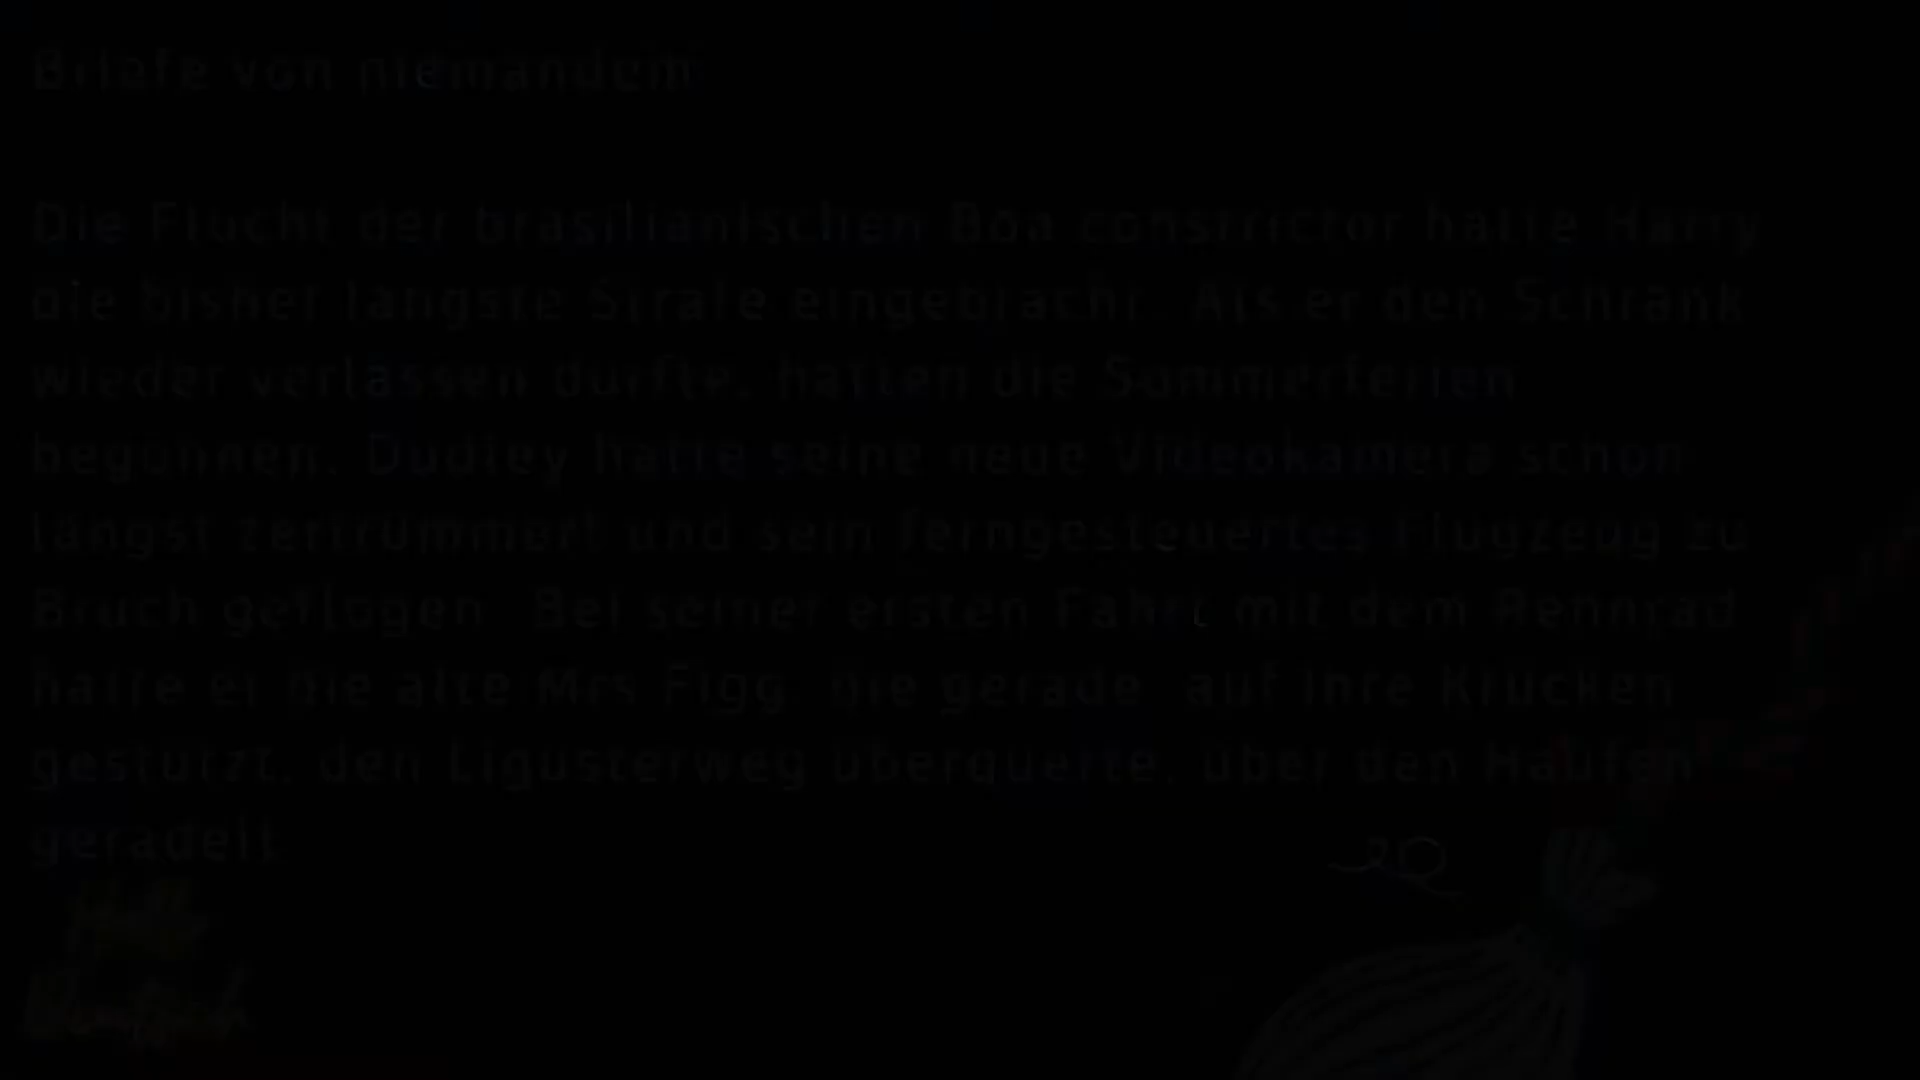 Briefe von niemandem
Die Flucht der brasilianischen Boa constrictor hatte Harry
die bisher längste Strafe eingebracht. Als er den Schrank
wieder verlassen durfte, hatten die Sommerferien
begonnen. Dudley hatte seine neue Videokamera schon
längst zertrümmert und sein ferngesteuertes Flugzeug zu
Bruch geflogen. Bei seiner ersten Fahrt mit dem Rennrad
hatte er die alte Mrs Figg, die gerade, auf ihre Krücken
gestützt, den Ligusterweg überquerte, über den Haufen
geradelt.